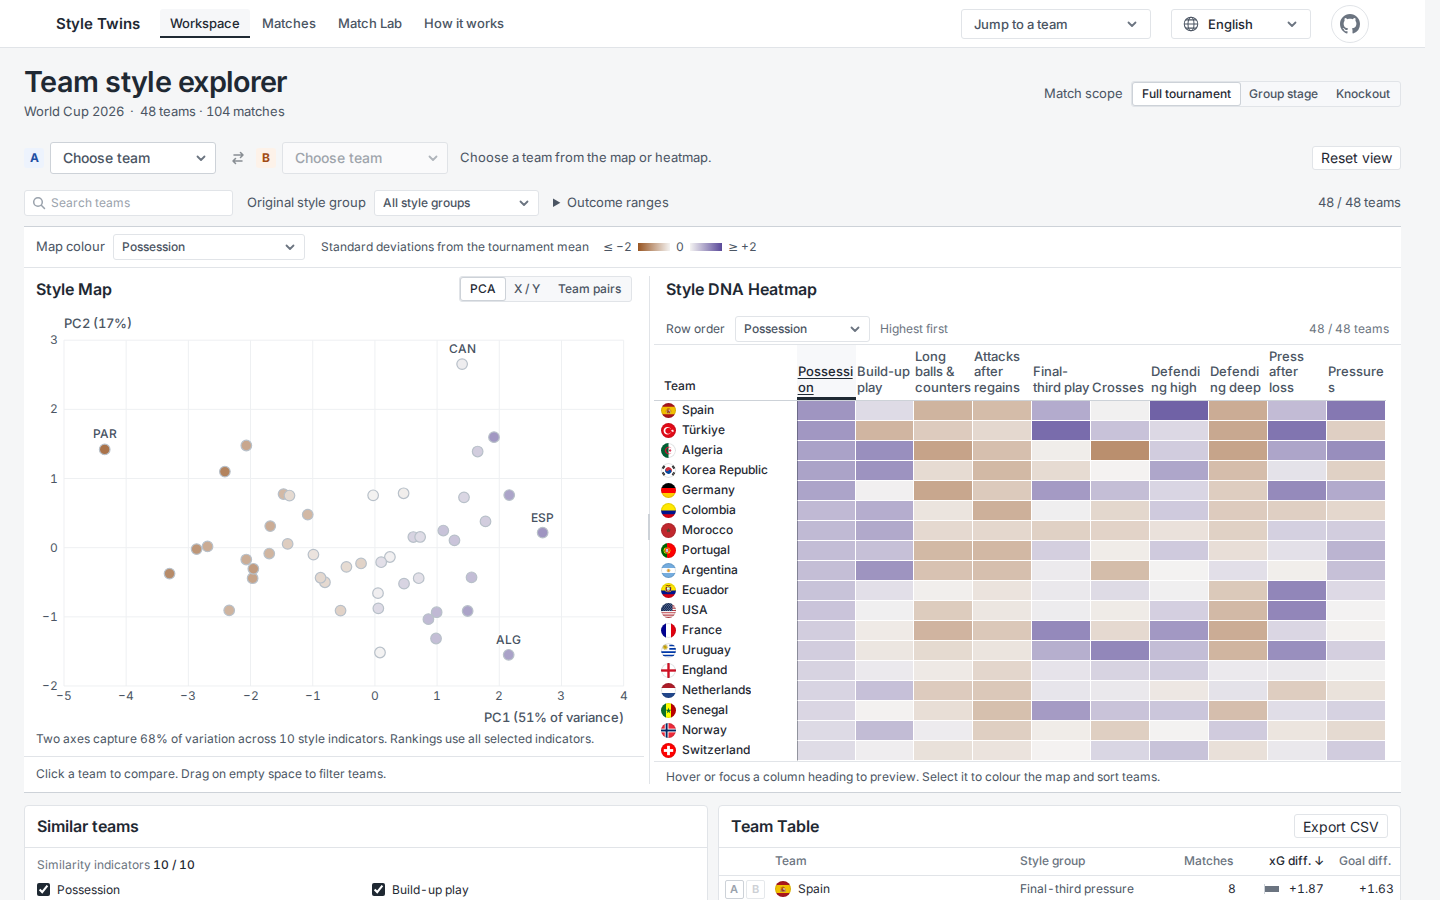 Style Twins
Workspace
Matches
Match Lab
How it works
Jump to a team
English
Team style explorer
World Cup 2026 · 48 teams · 104 matches
Match scope
Full tournament
Group stage
Knockout
A
Choose team
B
Choose team
Choose a team from the map or heatmap.
Reset view
Search teams
Original style group
All style groups
Outcome ranges
48 / 48 teams
Map colour
Possession
Standard deviations from the tournament mean
≤ −2
0
≥ +2
Style Map
PCA
X / Y
Team pairs
PC2 (17%)
3
2
1
0
−1
−2
CAN
PAR
ESP
ALG
−5
−4
−3
−2
−1
0
1
2
3
4
PC1 (51% of variance)
Two axes capture 68% of variation across 10 style indicators. Rankings use all selected indicators.
Click a team to compare. Drag on empty space to filter teams.
Style DNA Heatmap
Row order
Possession
Highest first
48 / 48 teams
Team
Possessi
on
Build-up
play
Long
balls &
counters
Attacks
after
regains
Final-
third play
Crosses
Defendi
ng high
Defendi
ng deep
Press
after
loss
Pressure
s
Spain
Türkiye
Algeria
Korea Republic
Germany
Colombia
Morocco
Portugal
Argentina
Ecuador
USA
France
Uruguay
England
Netherlands
Senegal
Norway
Switzerland
Hover or focus a column heading to preview. Select it to colour the map and sort teams.
Similar teams
Similarity indicators 10 / 10
Possession
Build-up play
Team Table
Export CSV
Team
Style group
Matches
xG diff. ↓
Goal diff.
A
B
Spain
Final-third pressure
8
+1.87
+1.63